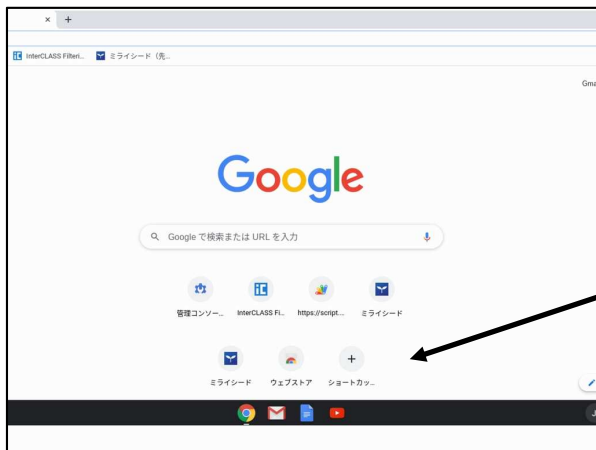 × +
InterCLASS Filteri... ミライシード（先...
Gma
Google
Google で検索または URL を入力
管理コンソー... InterCLASS Fi... https://script.... ミライシード
ミライシード ウェブストア ショートカッ...
J